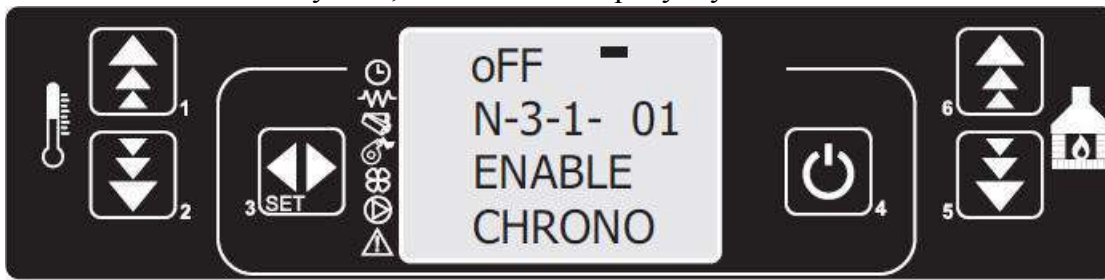 oFF -
N-3-1- 01
ENABLE
CHRONO
1
2
3 SET
4
6
5